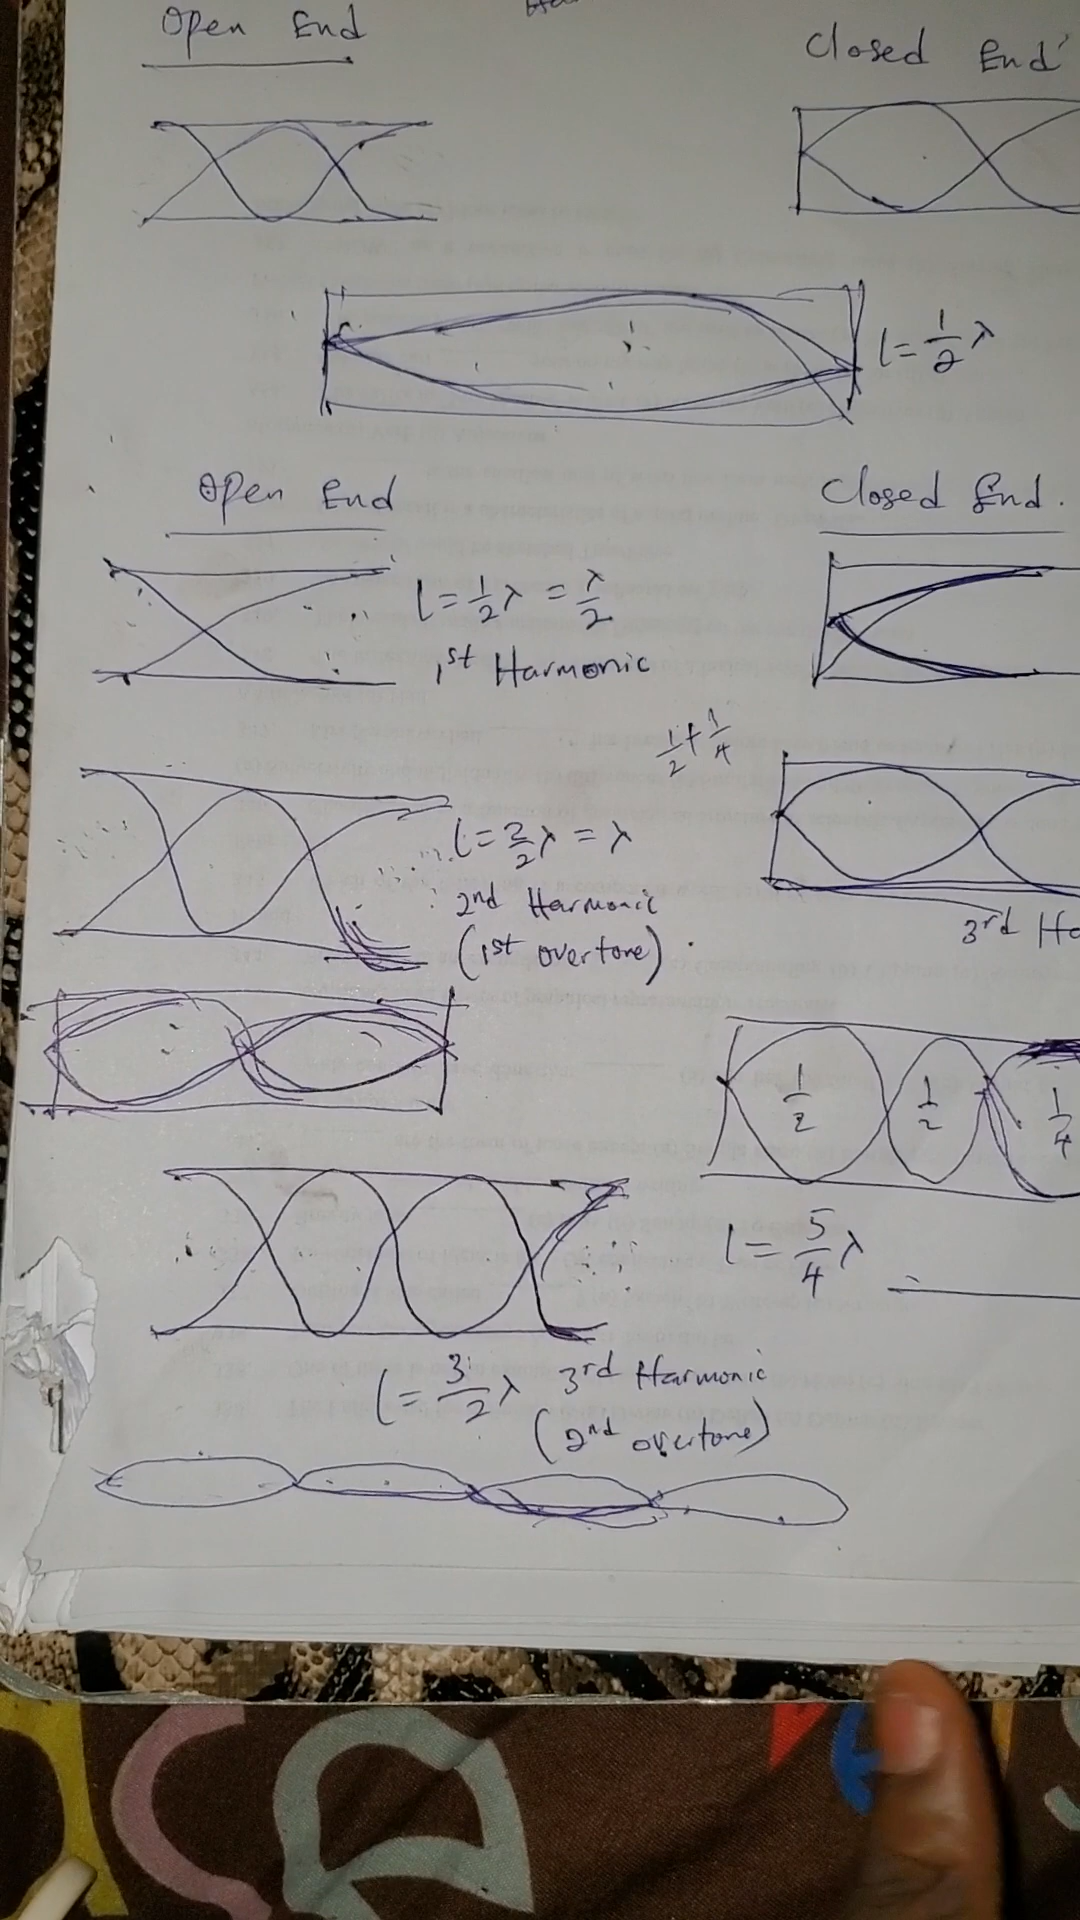 Open End
Closed End
l = 1/2 λ
Open End
Closed End.
l = 1/2 λ = λ/2
1st Harmonic
1/2 + 1/4
l = 2/2 λ = λ
2nd Harmonic
(1st overtone).
3rd Ha
1/2 1/2 1/4
l = 5/4 λ
l = 3/2 λ 3rd Harmonic
(2nd overtone)